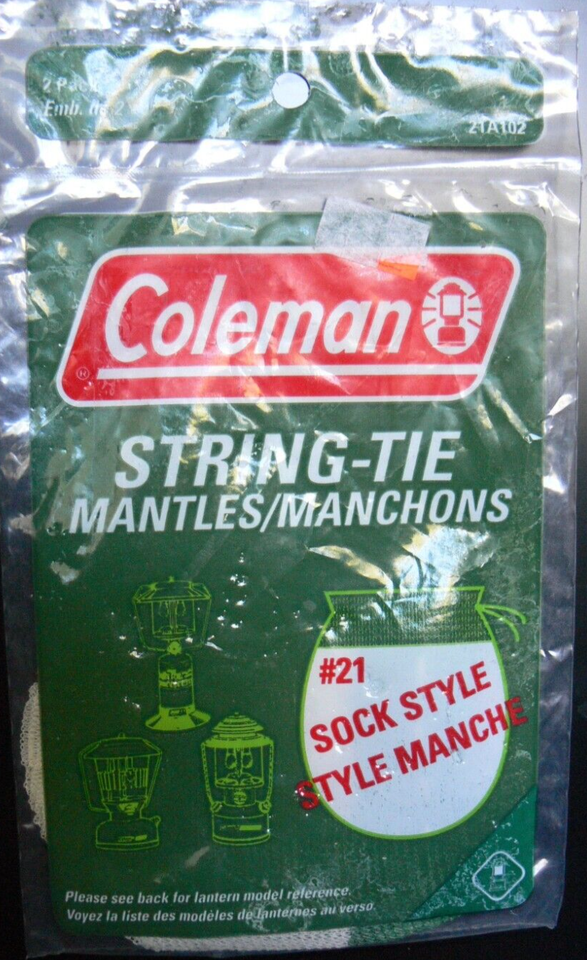 2 Pack
Emb. de 2
21A102
Coleman
®
STRING-TIE
MANTLES/MANCHONS
#21
SOCK STYLE
STYLE MANCHE
Please see back for lantern model reference.
Voyez la liste des modèles de lanternes au verso.